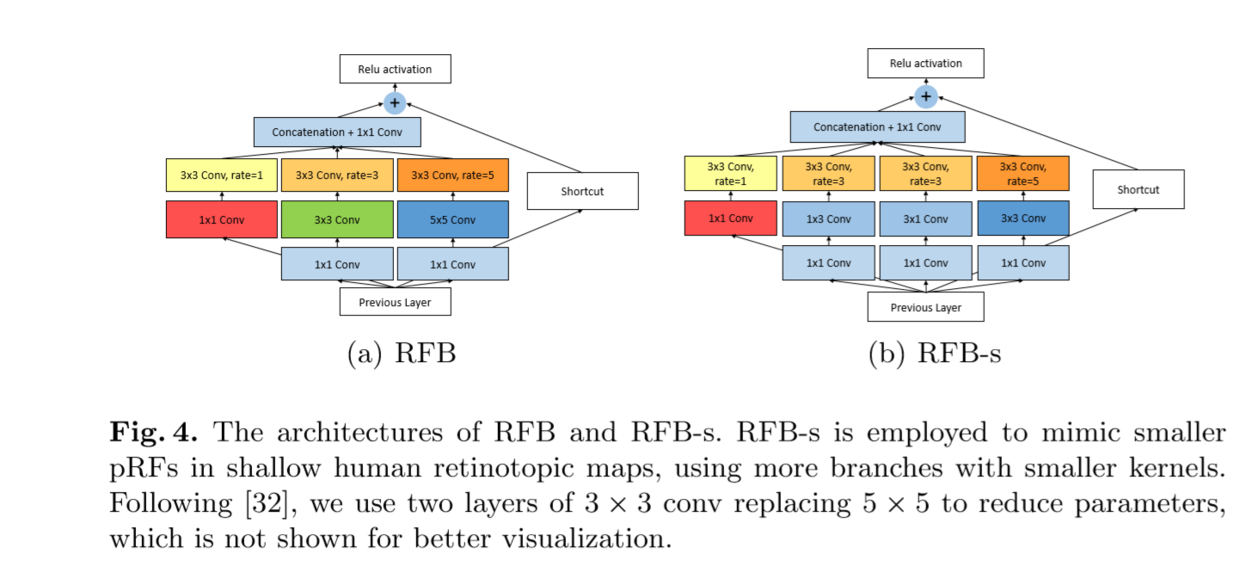 Relu activation
+
Concatenation + 1x1 Conv
3x3 Conv, rate=1
3x3 Conv, rate=3
3x3 Conv, rate=5
Shortcut
1x1 Conv
3x3 Conv
5x5 Conv
1x1 Conv
1x1 Conv
Previous Layer
(a) RFB
Relu activation
+
Concatenation + 1x1 Conv
3x3 Conv,
rate=1
3x3 Conv,
rate=3
3x3 Conv,
rate=3
3x3 Conv,
rate=5
Shortcut
1x1 Conv
1x3 Conv
3x1 Conv
3x3 Conv
1x1 Conv
1x1 Conv
1x1 Conv
Previous Layer
(b) RFB-s
Fig. 4. The architectures of RFB and RFB-s. RFB-s is employed to mimic smaller
pRFs in shallow human retinotopic maps, using more branches with smaller kernels.
Following [32], we use two layers of 3 × 3 conv replacing 5 × 5 to reduce parameters,
which is not shown for better visualization.